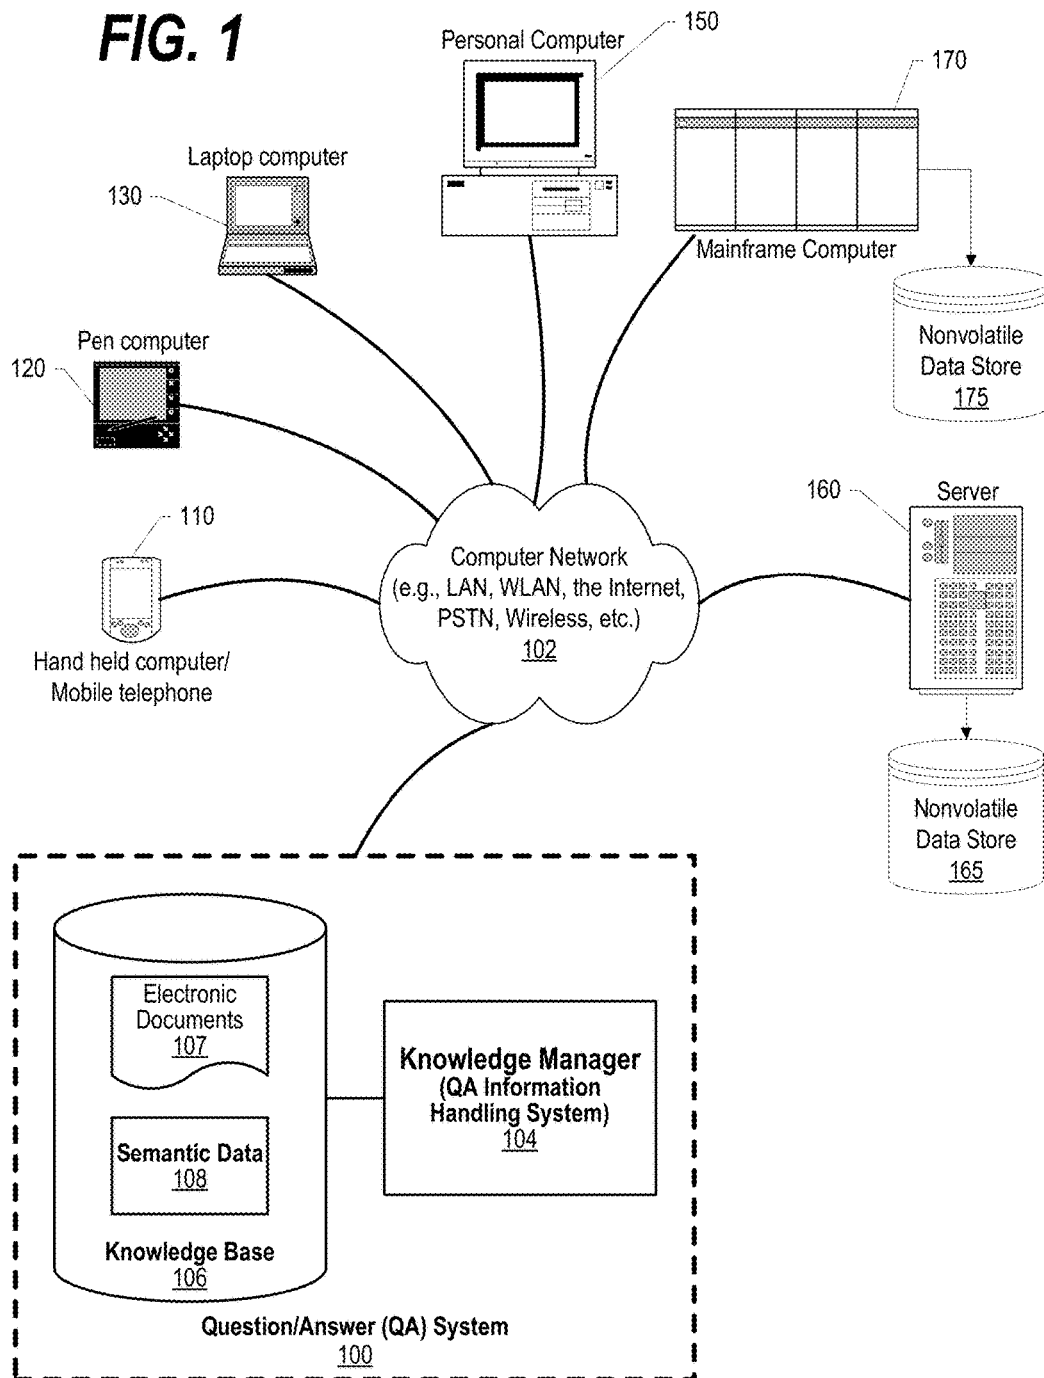 FIG. 1
Personal Computer
150
170
Laptop computer
130
Mainframe Computer
Nonvolatile
Data Store
175
Pen computer
120
160
Server
110
Computer Network
(e.g., LAN, WLAN, the Internet,
PSTN, Wireless, etc.)
102
Hand held computer/
Mobile telephone
Nonvolatile
Data Store
165
Electronic
Documents
107
Semantic Data
108
Knowledge Base
106
Knowledge Manager
(QA Information
Handling System)
104
Question/Answer (QA) System
100